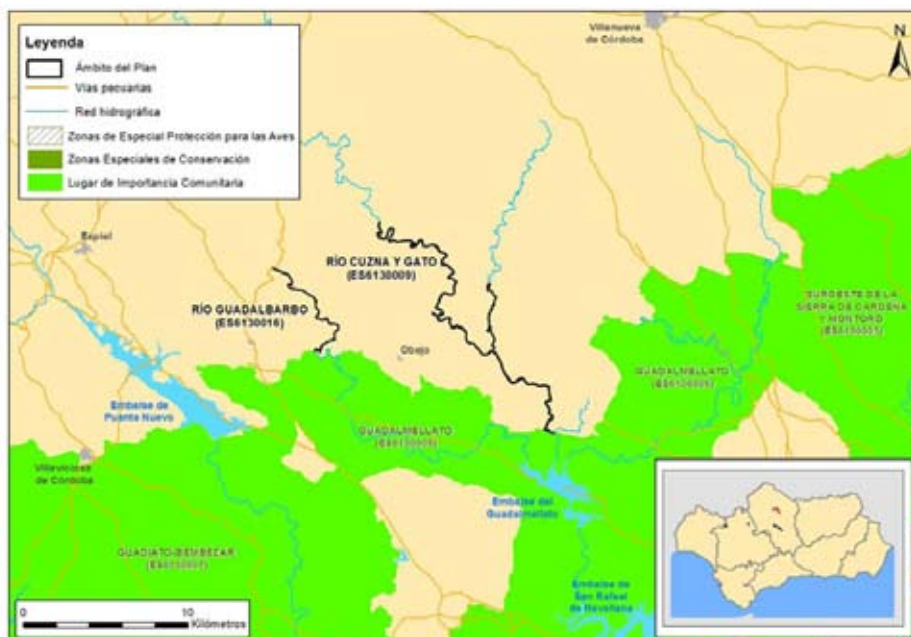 Leyenda
Ámbito del Plan
Vías pecuarias
Red hidrográfica
Zonas de Especial Protección para las Aves
Zonas Especiales de Conservación
Lugar de Importancia Comunitaria
Villanueva
de Córdoba
N
Espiel
RÍO CUZNA Y GATO
(ES6130009)
RÍO GUADALBARBO
(ES6130016)
Obejo
SUROESTE DE LA
SIERRA DE CARDEÑA
Y MONTORO
GUADALMELLATO
Embalse de
Puente Nuevo
GUADALMELLATO
Villaviciosa
de Córdoba
Embalse del
Guadalmellato
GUADIATO-BEMBÉZAR
Embalse de
San Rafael
de Navallana
0 10
Kilómetros